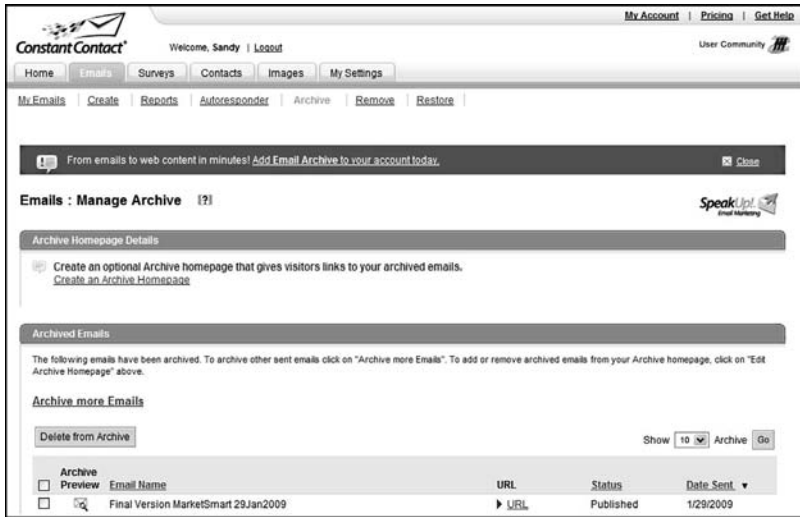 My Account | Pricing | Get Help
Constant Contact®
Welcome, Sandy | Logout
User Community
Home Emails Surveys Contacts Images My Settings
My Emails | Create | Reports | Autoresponder | Archive | Remove | Restore |
From emails to web content in minutes! Add Email Archive to your account today.
Close
Emails : Manage Archive [?]
SpeakUp!
Email Marketing
Archive Homepage Details
Create an optional Archive homepage that gives visitors links to your archived emails.
Create an Archive Homepage
Archived Emails
The following emails have been archived. To archive other sent emails click on "Archive more Emails". To add or remove archived emails from your Archive homepage, click on "Edit
Archive Homepage" above.
Archive more Emails
Delete from Archive
Show 10 Archive Go
Archive
Preview Email Name URL Status Date Sent
Final Version MarketSmart 29Jan2009 URL Published 1/29/2009